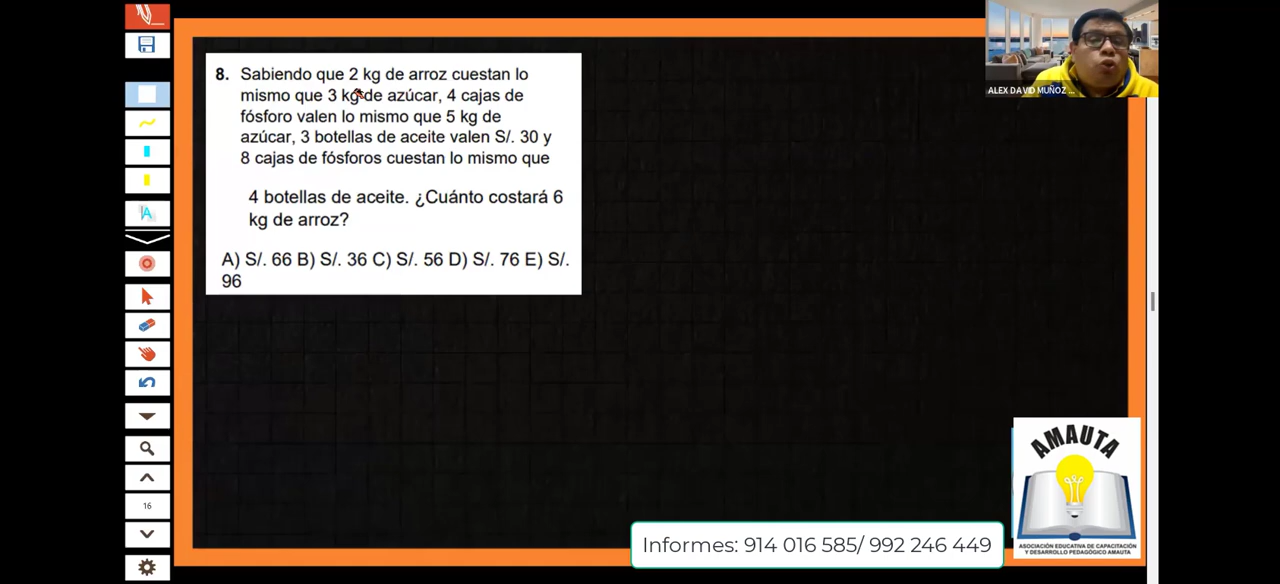 ALEX DAVID MUÑOZ ...
8. Sabiendo que 2 kg de arroz cuestan lo
mismo que 3 kg de azúcar, 4 cajas de
fósforo valen lo mismo que 5 kg de
azúcar, 3 botellas de aceite valen S/. 30 y
8 cajas de fósforos cuestan lo mismo que
4 botellas de aceite. ¿Cuánto costará 6
kg de arroz?
A) S/. 66 B) S/. 36 C) S/. 56 D) S/. 76 E) S/.
96
A
16
AMAUTA
ASOCIACIÓN EDUCATIVA DE CAPACITACIÓN
Y DESARROLLO PEDAGÓGICO AMAUTA
Informes: 914 016 585/ 992 246 449